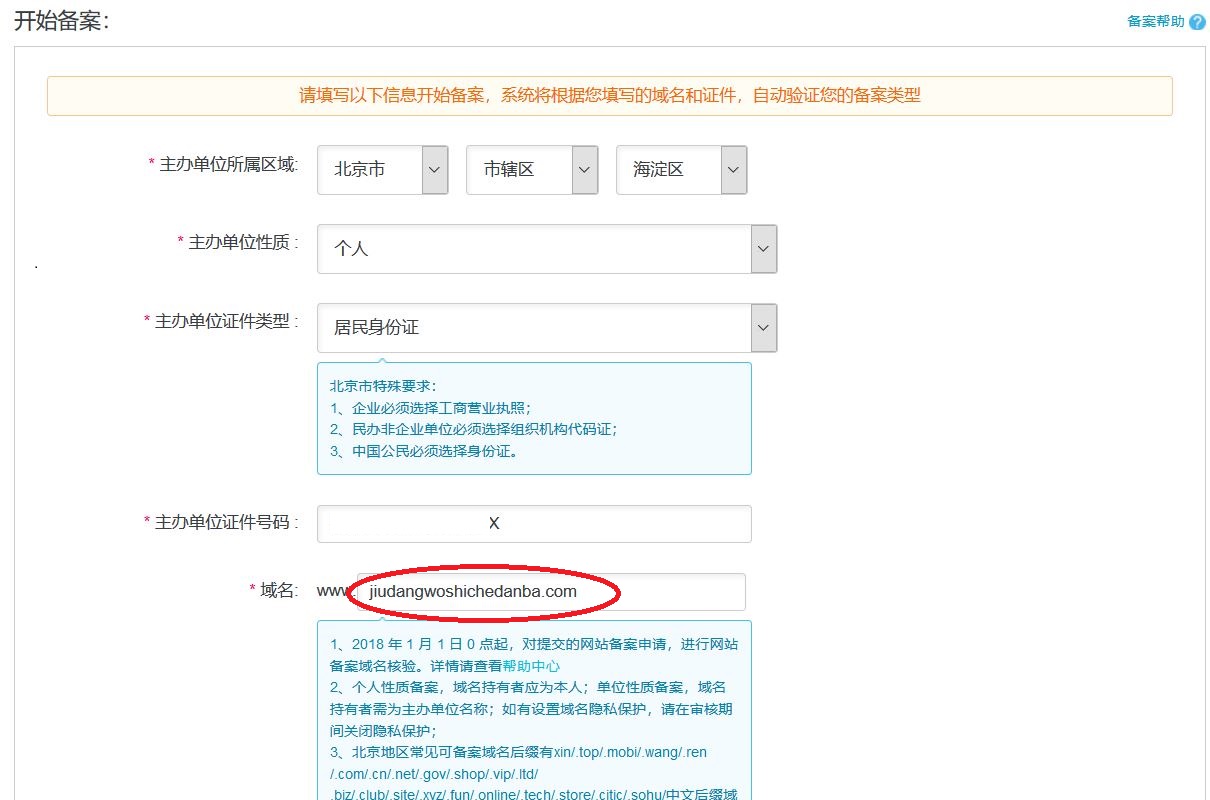 开始备案:
备案帮助 ?
请填写以下信息开始备案，系统将根据您填写的域名和证件，自动验证您的备案类型
* 主办单位所属区域: 北京市 市辖区 海淀区
* 主办单位性质 : 个人
* 主办单位证件类型 : 居民身份证
北京市特殊要求：
1、企业必须选择工商营业执照；
2、民办非企业单位必须选择组织机构代码证；
3、中国公民必须选择身份证。
* 主办单位证件号码 : X
* 域名: www. jiudangwoshichedanba.com
1、2018 年 1 月 1 日 0 点起，对提交的网站备案申请，进行网站
备案域名核验。详情请查看帮助中心
2、个人性质备案，域名持有者应为本人；单位性质备案，域名
持有者需为主办单位名称；如有设置域名隐私保护，请在审核期
间关闭隐私保护；
3、北京地区常见可备案域名后缀有xin/.top/.mobi/.wang/.ren
/.com/.cn/.net/.gov/.shop/.vip/.ltd/
.biz/.club/.site/.xyz/.fun/.online/.tech/.store/.citic/.sohu/中文后缀域